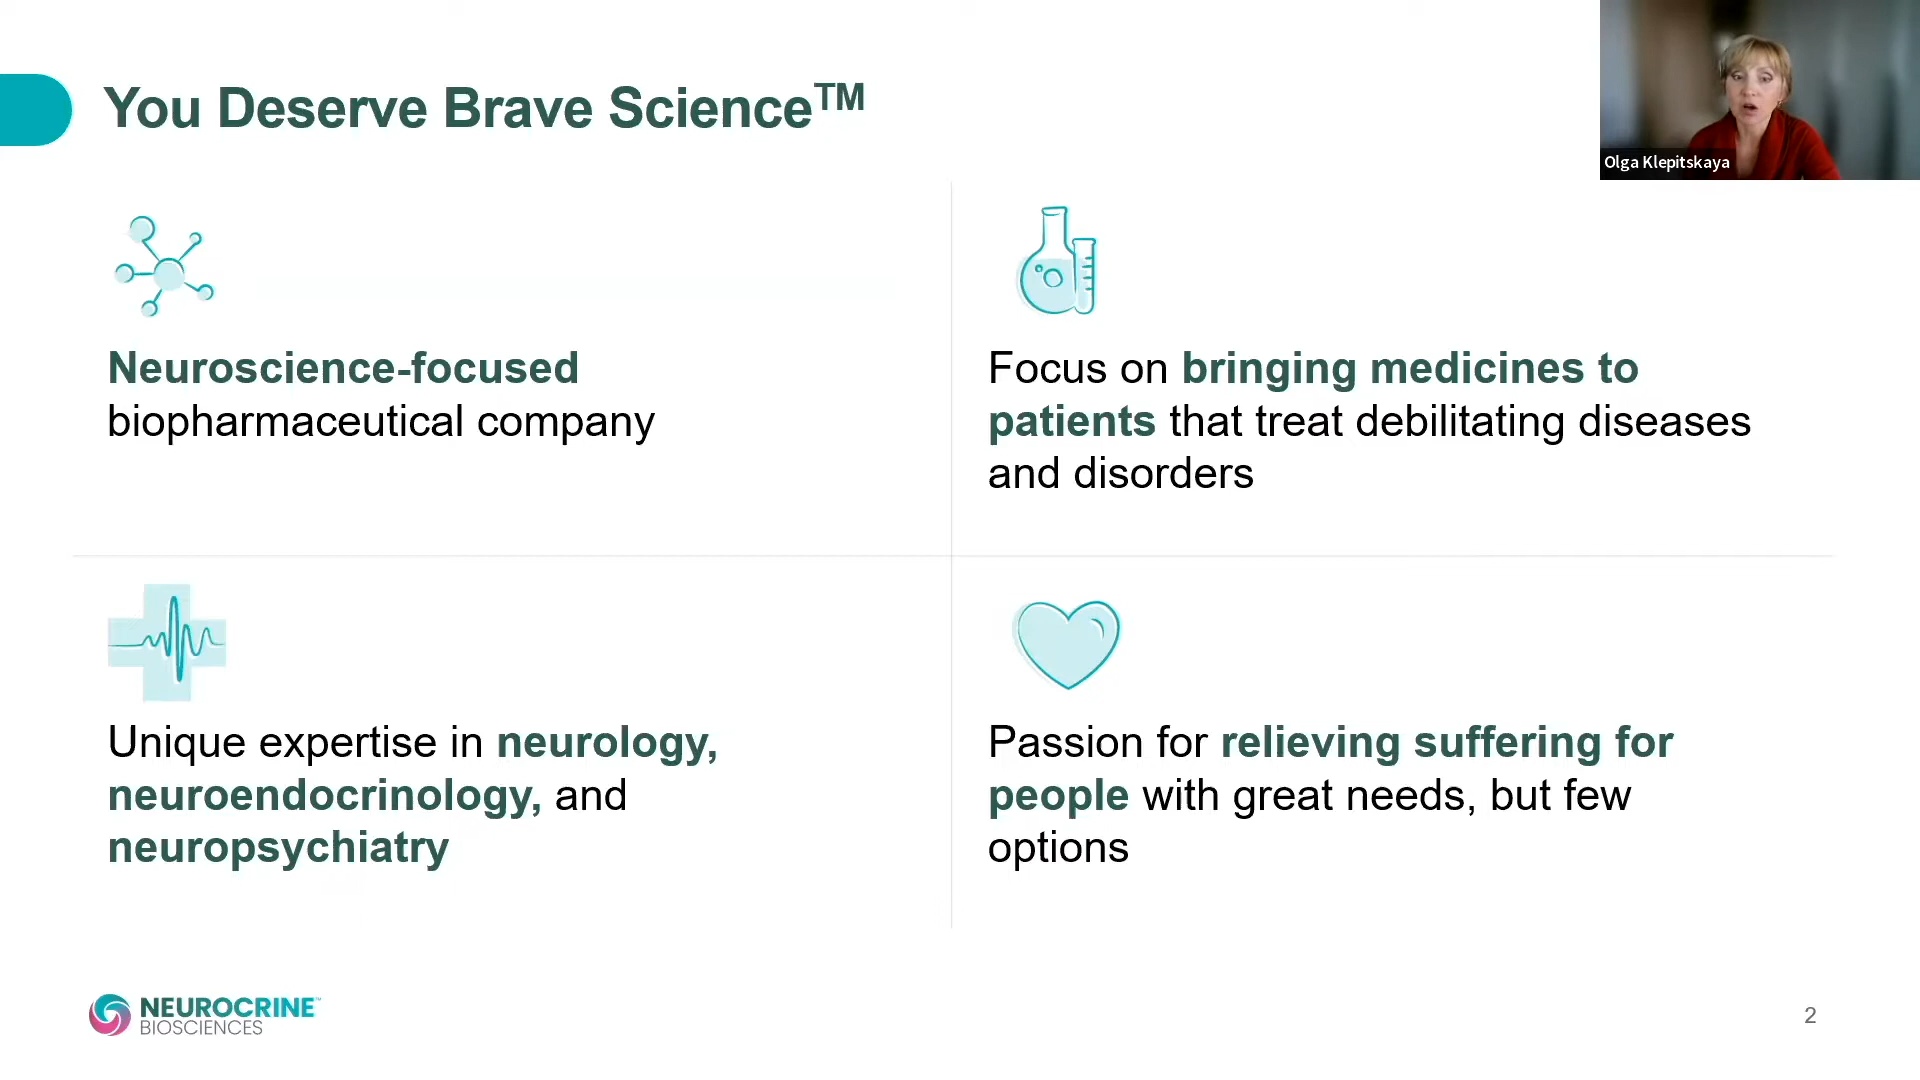 You Deserve Brave Science™
Olga Klepitskaya
Neuroscience-focused
biopharmaceutical company
Focus on bringing medicines to
patients that treat debilitating diseases
and disorders
Unique expertise in neurology,
neuroendocrinology, and
neuropsychiatry
Passion for relieving suffering for
people with great needs, but few
options
NEUROCRINE™
BIOSCIENCES
2